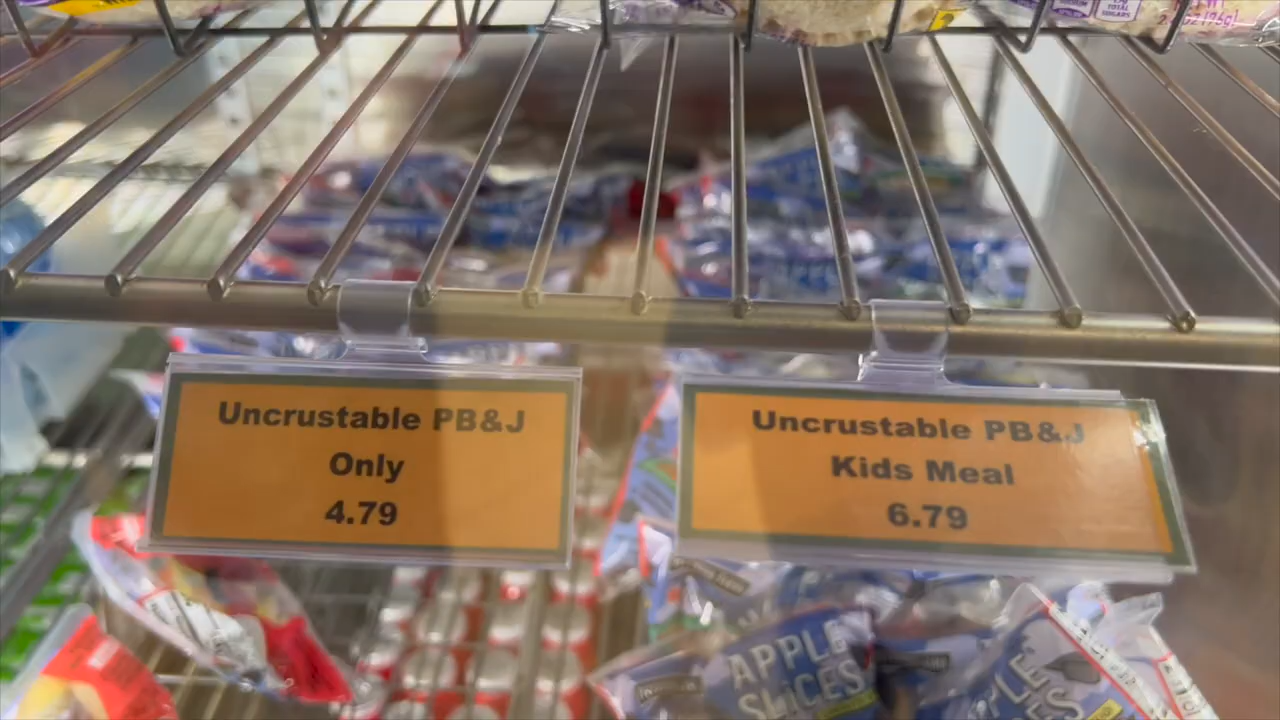 Uncrustable PB&J
Only
4.79
Uncrustable PB&J
Kids Meal
6.79
APPLE
SLICES